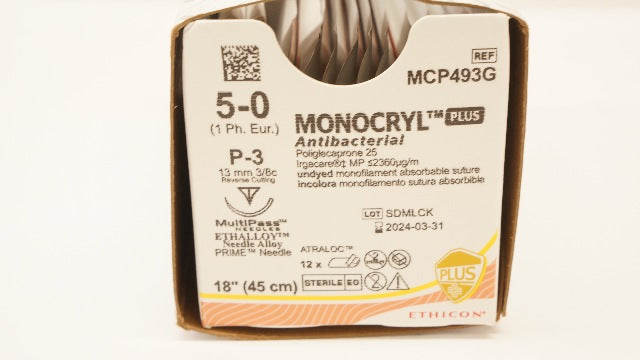 REF
MCP493G
5-0
(1 Ph. Eur.)
MONOCRYL™ PLUS
Antibacterial
Poliglecaprone 25
Irgacare®‡ MP ≤2360µg/m
undyed monofilament absorbable suture
incolora monofilamento sutura absorbible
P-3
13 mm 3/8c
Reverse Cutting
MultiPass™
NEEDLES
ETHALLOY™
Needle Alloy
PRIME™ Needle
LOT SDMLCK
2024-03-31
ATRALOC™
12 x
STERILE EO
18" (45 cm)
PLUS
ETHICON®